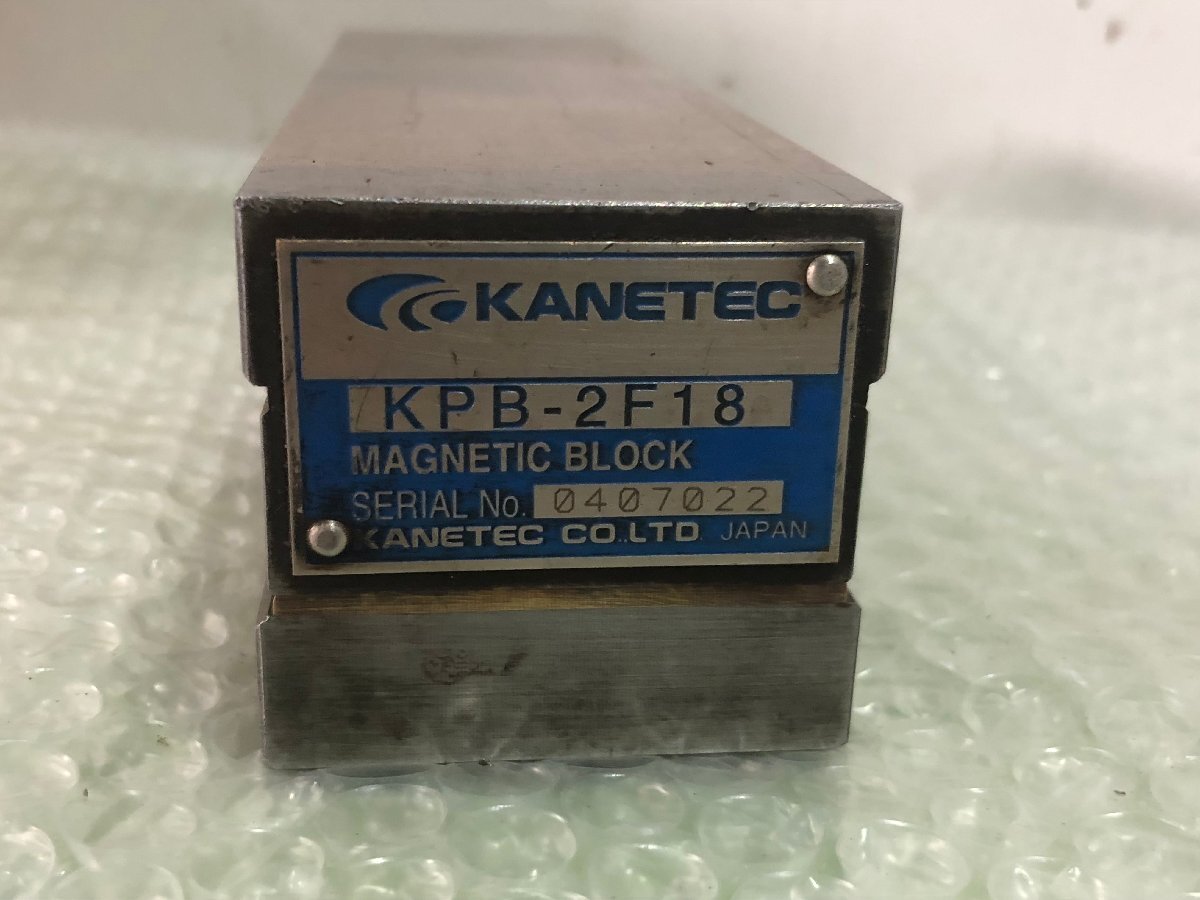 KANETEC
KPB-2F18
MAGNETIC BLOCK
SERIAL No. 0407022
KANETEC CO.,LTD. JAPAN